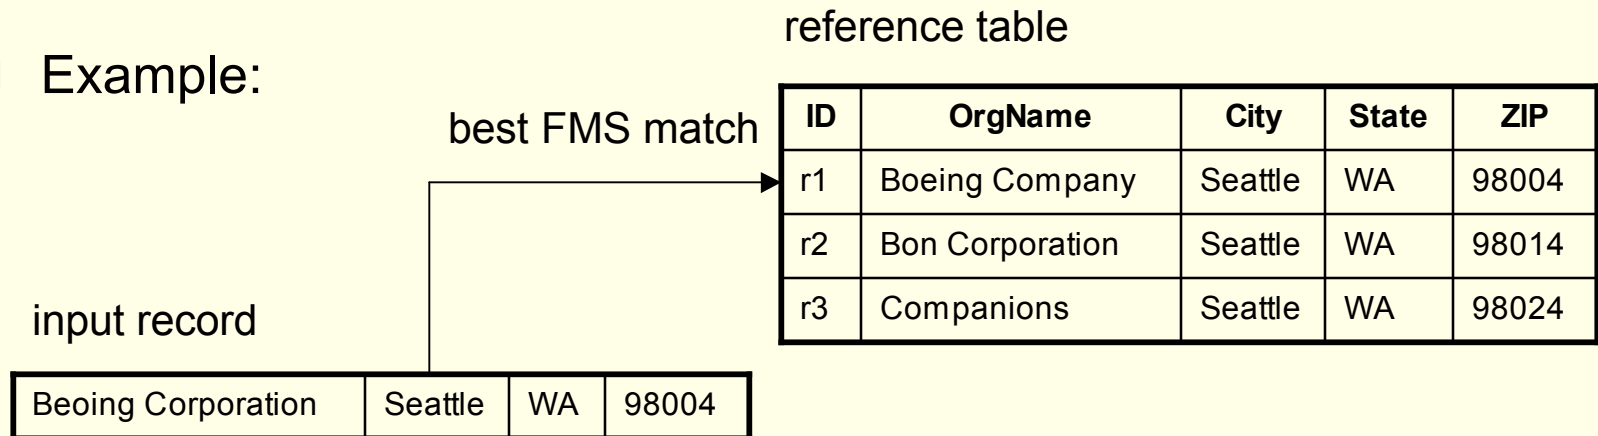 reference table
Example:
best FMS match
ID OrgName City State ZIP
r1 Boeing Company Seattle WA 98004
r2 Bon Corporation Seattle WA 98014
r3 Companions Seattle WA 98024
input record
Beoing Corporation Seattle WA 98004